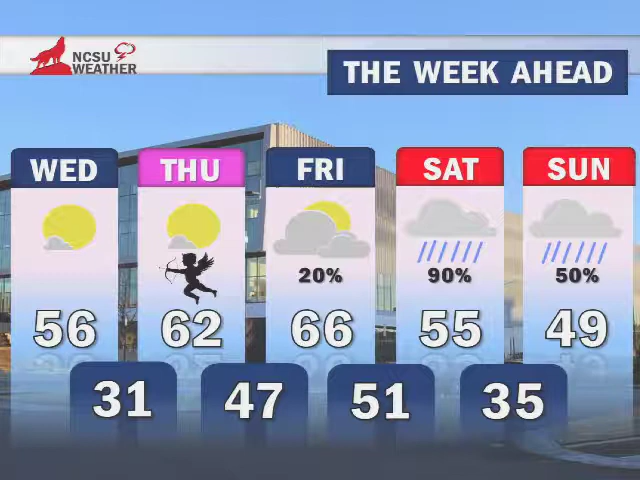 NCSU
WEATHER
THE WEEK AHEAD
WED THU FRI SAT SUN
20% 90% 50%
56 62 66 55 49
31 47 51 35